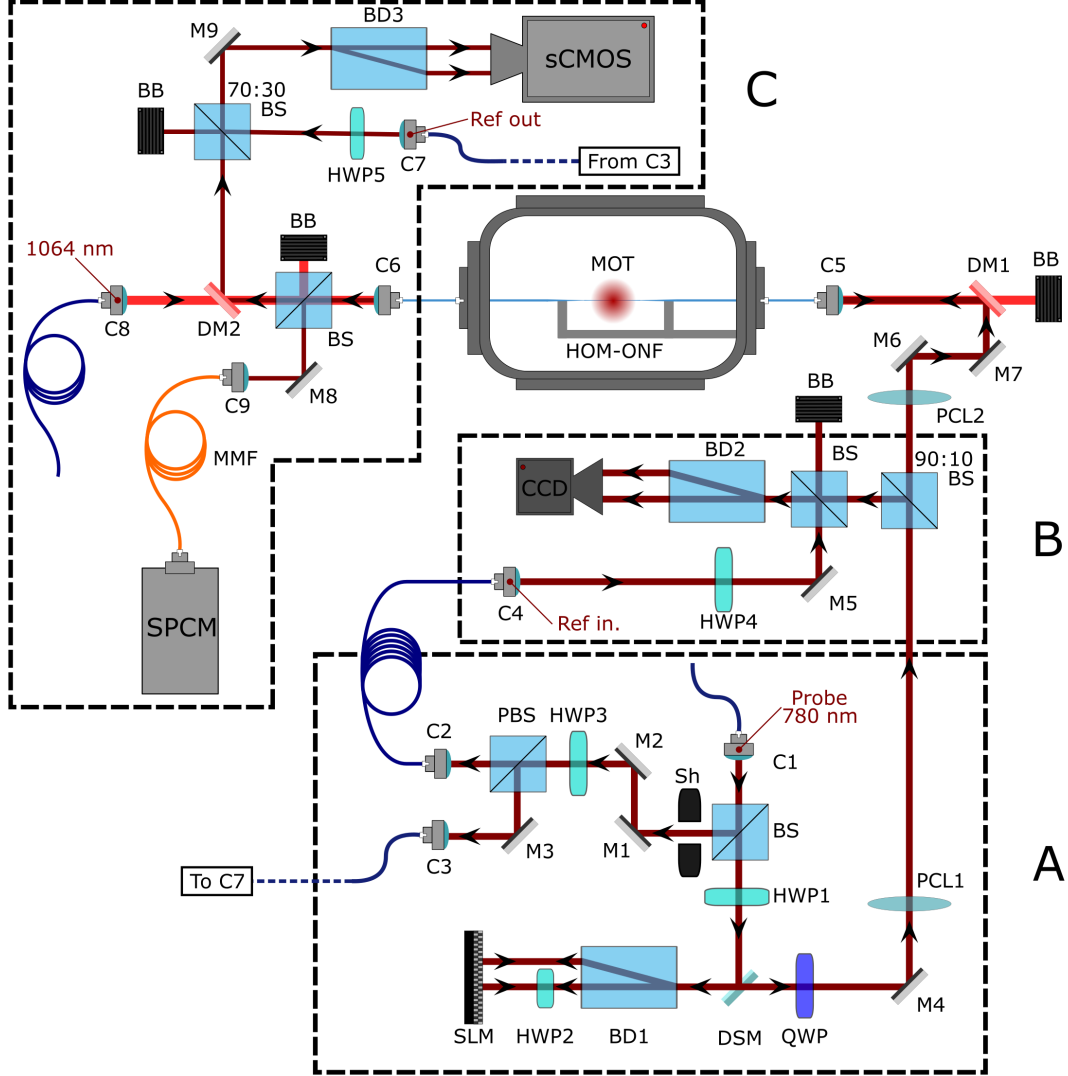 BD3
M9
sCMOS
C
BB
70:30
BS
Ref out
HWP5
C7
From C3
1064 nm
BB
C6
MOT
C5
DM1
BB
C8
DM2
BS
HOM-ONF
M6
M7
C9
M8
BB
PCL2
MMF
BD2
BS
90:10
BS
CCD
B
C4
Ref in.
HWP4
M5
SPCM
Probe
780 nm
C2
PBS
HWP3
M2
C1
Sh
C3
M3
M1
BS
A
To C7
HWP1
PCL1
SLM
HWP2
BD1
DSM
QWP
M4